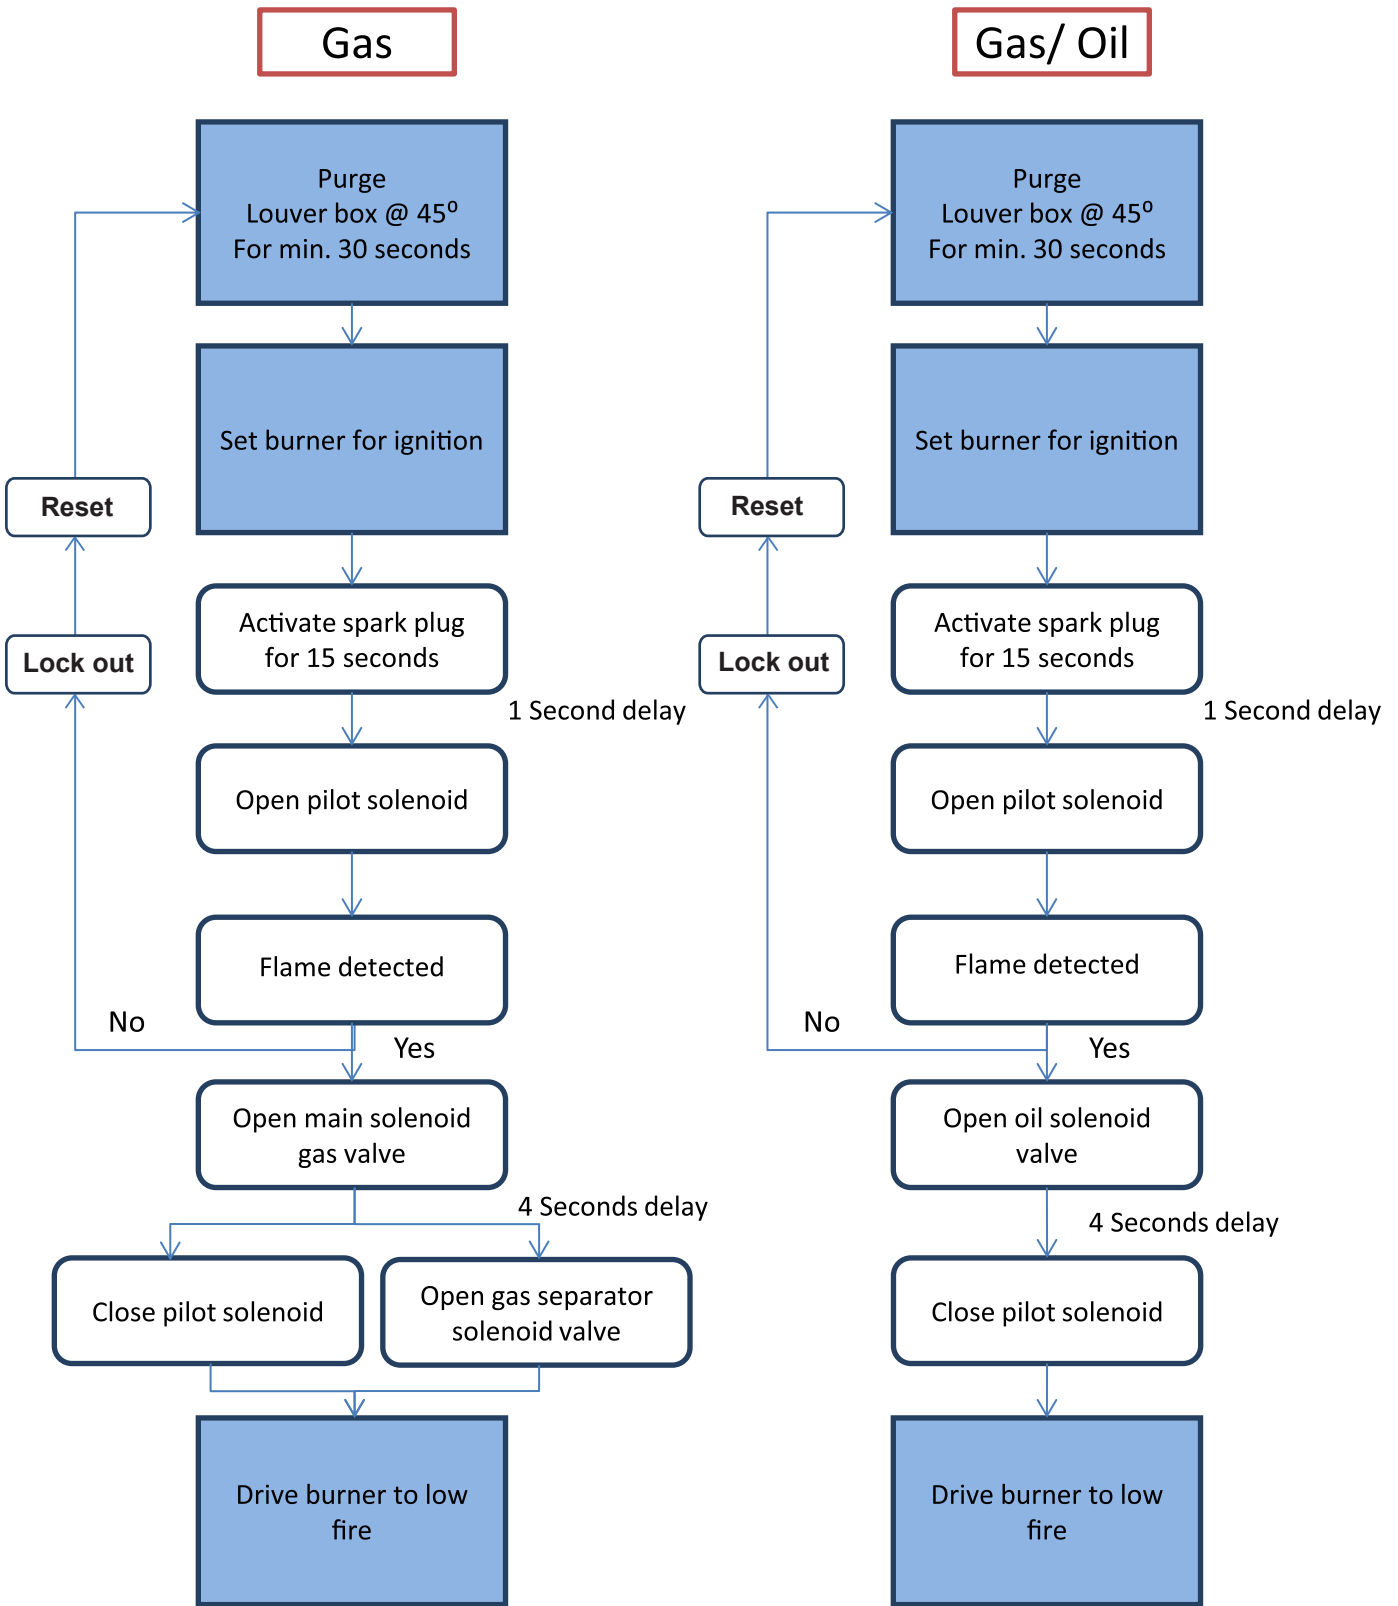 Gas
Purge
Louver box @ 45⁰
For min. 30 seconds
Set burner for ignition
Reset
Activate spark plug
for 15 seconds
Lock out
1 Second delay
Open pilot solenoid
Flame detected
No
Yes
Open main solenoid
gas valve
4 Seconds delay
Close pilot solenoid
Open gas separator
solenoid valve
Drive burner to low
fire
Gas/ Oil
Purge
Louver box @ 45⁰
For min. 30 seconds
Set burner for ignition
Reset
Activate spark plug
for 15 seconds
Lock out
1 Second delay
Open pilot solenoid
Flame detected
No
Yes
Open oil solenoid
valve
4 Seconds delay
Close pilot solenoid
Drive burner to low
fire